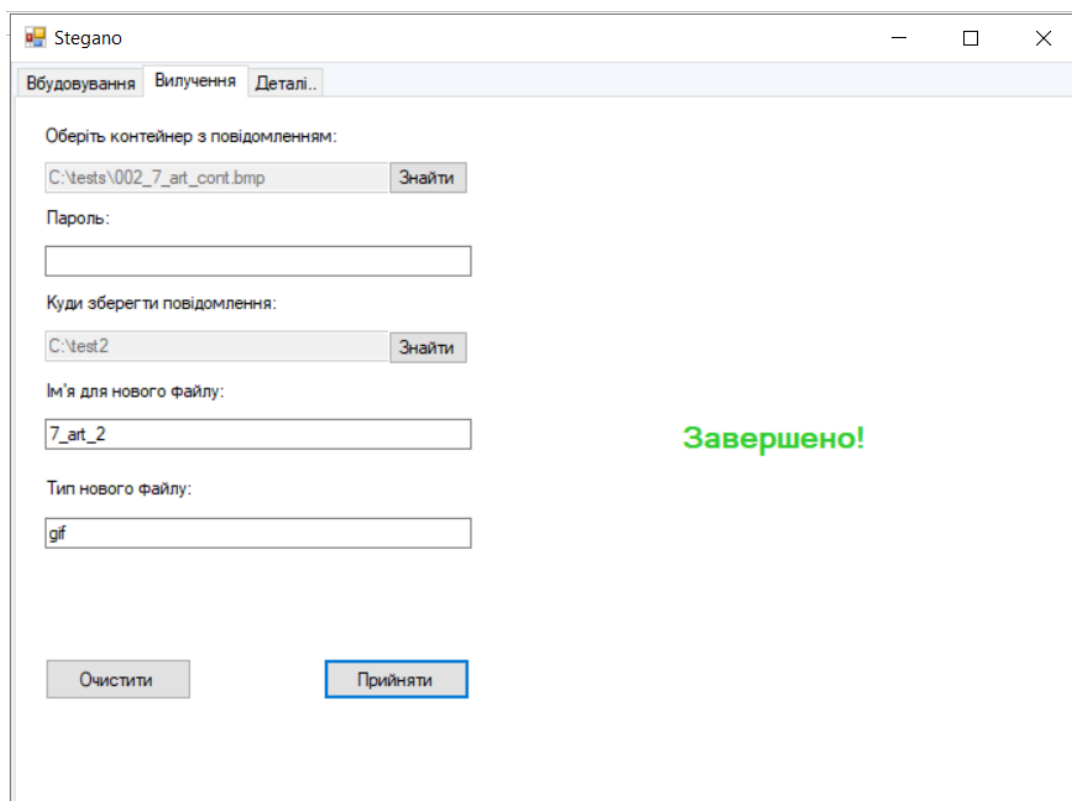 Stegano
Вбудовування Вилучення Деталі..
Оберіть контейнер з повідомленням:
C:\tests\002_7_art_cont.bmp Знайти
Пароль:
Куди зберегти повідомлення:
C:\test2 Знайти
Ім'я для нового файлу:
7_art_2
Завершено!
Тип нового файлу:
gif
Очистити Прийняти